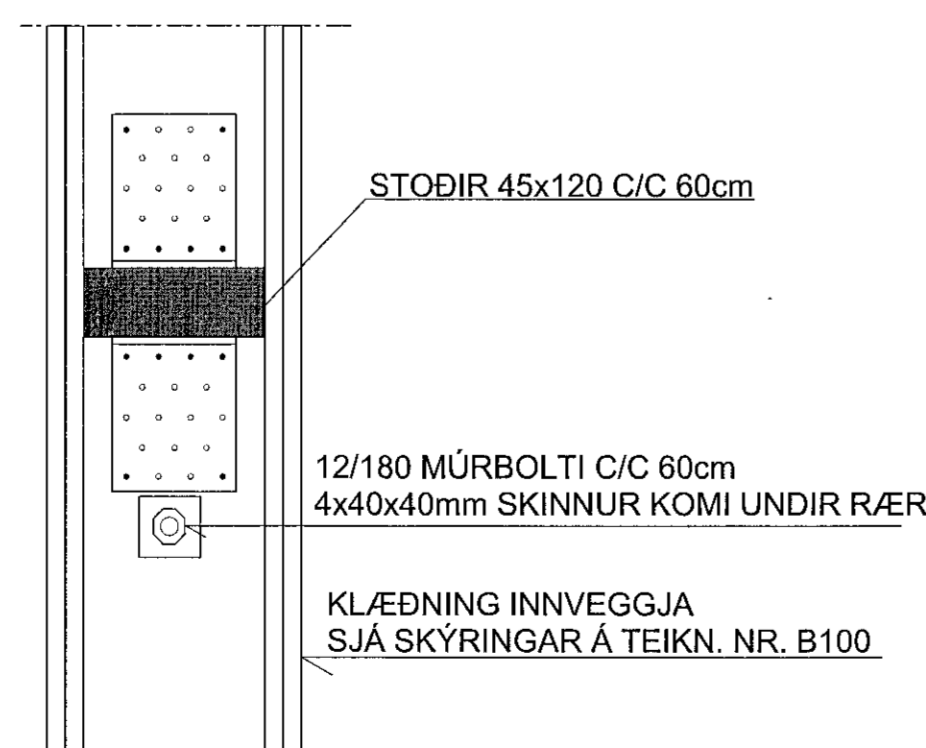 STOÐIR 45x120 C/C 60cm
12/180 MÚRBOLTI C/C 60cm
4x40x40mm SKINNUR KOMI UNDIR RÆR
KLÆÐNING INNVEGGJA
SJÁ SKÝRINGAR Á TEIKN. NR. B100